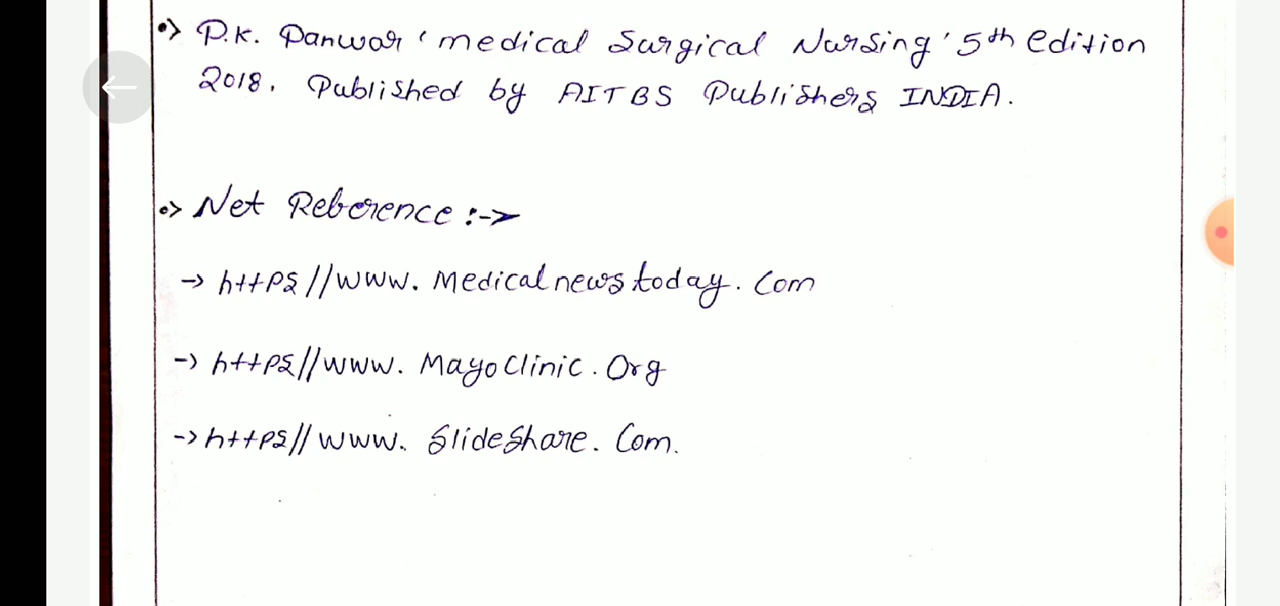 •> P.K. Panwar 'medical Surgical Nursing' 5th edition
2018. Published by AITBS Publishers INDIA.
•> Net Reference :->
-> https//www. Medicalnewstoday. Com
-> https//www. MayoClinic. Org
-> https//www. SlideShare. Com.